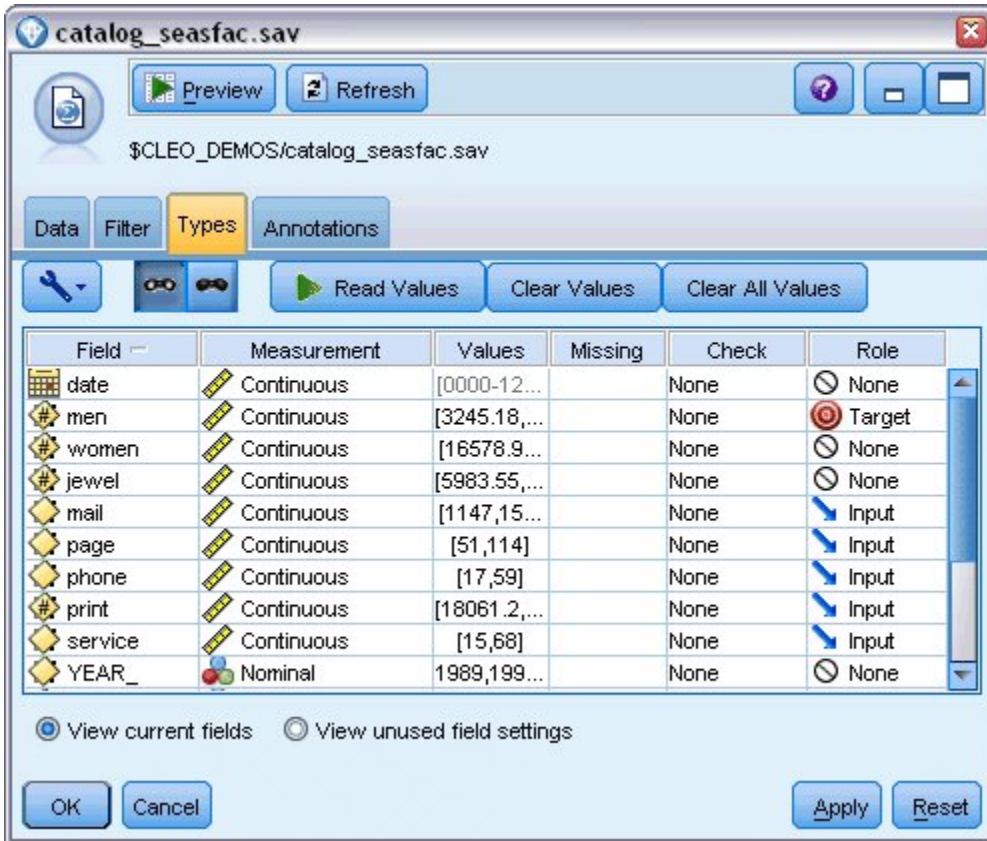 catalog_seasfac.sav
Preview Refresh
$CLEO_DEMOS/catalog_seasfac.sav
Data Filter Types Annotations
Read Values Clear Values Clear All Values
Field Measurement Values Missing Check Role
date Continuous [0000-12... None None
men Continuous [3245.18,... None Target
women Continuous [16578.9... None None
jewel Continuous [5983.55,... None None
mail Continuous [1147,15... None Input
page Continuous [51,114] None Input
phone Continuous [17,59] None Input
print Continuous [18061.2,... None Input
service Continuous [15,68] None Input
YEAR_ Nominal 1989,199... None None
View current fields View unused field settings
OK Cancel Apply Reset